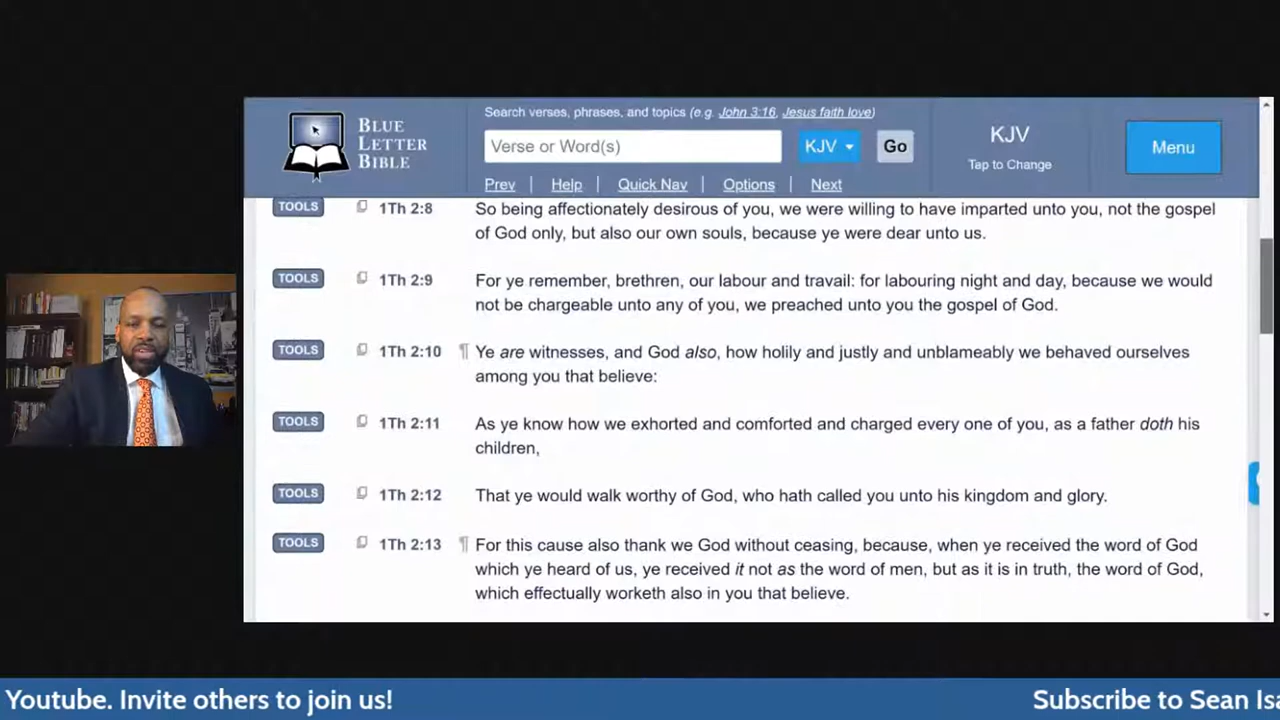 BLUE
LETTER
BIBLE
Search verses, phrases, and topics (e.g. John 3:16, Jesus faith love)
Verse or Word(s)
KJV
Go
Prev | Help | Quick Nav | Options | Next
KJV
Tap to Change
Menu
TOOLS 1Th 2:8 So being affectionately desirous of you, we were willing to have imparted unto you, not the gospel
of God only, but also our own souls, because ye were dear unto us.
TOOLS 1Th 2:9 For ye remember, brethren, our labour and travail: for labouring night and day, because we would
not be chargeable unto any of you, we preached unto you the gospel of God.
TOOLS 1Th 2:10 ¶ Ye are witnesses, and God also, how holily and justly and unblameably we behaved ourselves
among you that believe:
TOOLS 1Th 2:11 As ye know how we exhorted and comforted and charged every one of you, as a father doth his
children,
TOOLS 1Th 2:12 That ye would walk worthy of God, who hath called you unto his kingdom and glory.
TOOLS 1Th 2:13 ¶ For this cause also thank we God without ceasing, because, when ye received the word of God
which ye heard of us, ye received it not as the word of men, but as it is in truth, the word of God,
which effectually worketh also in you that believe.
Youtube. Invite others to join us! Subscribe to Sean Isa